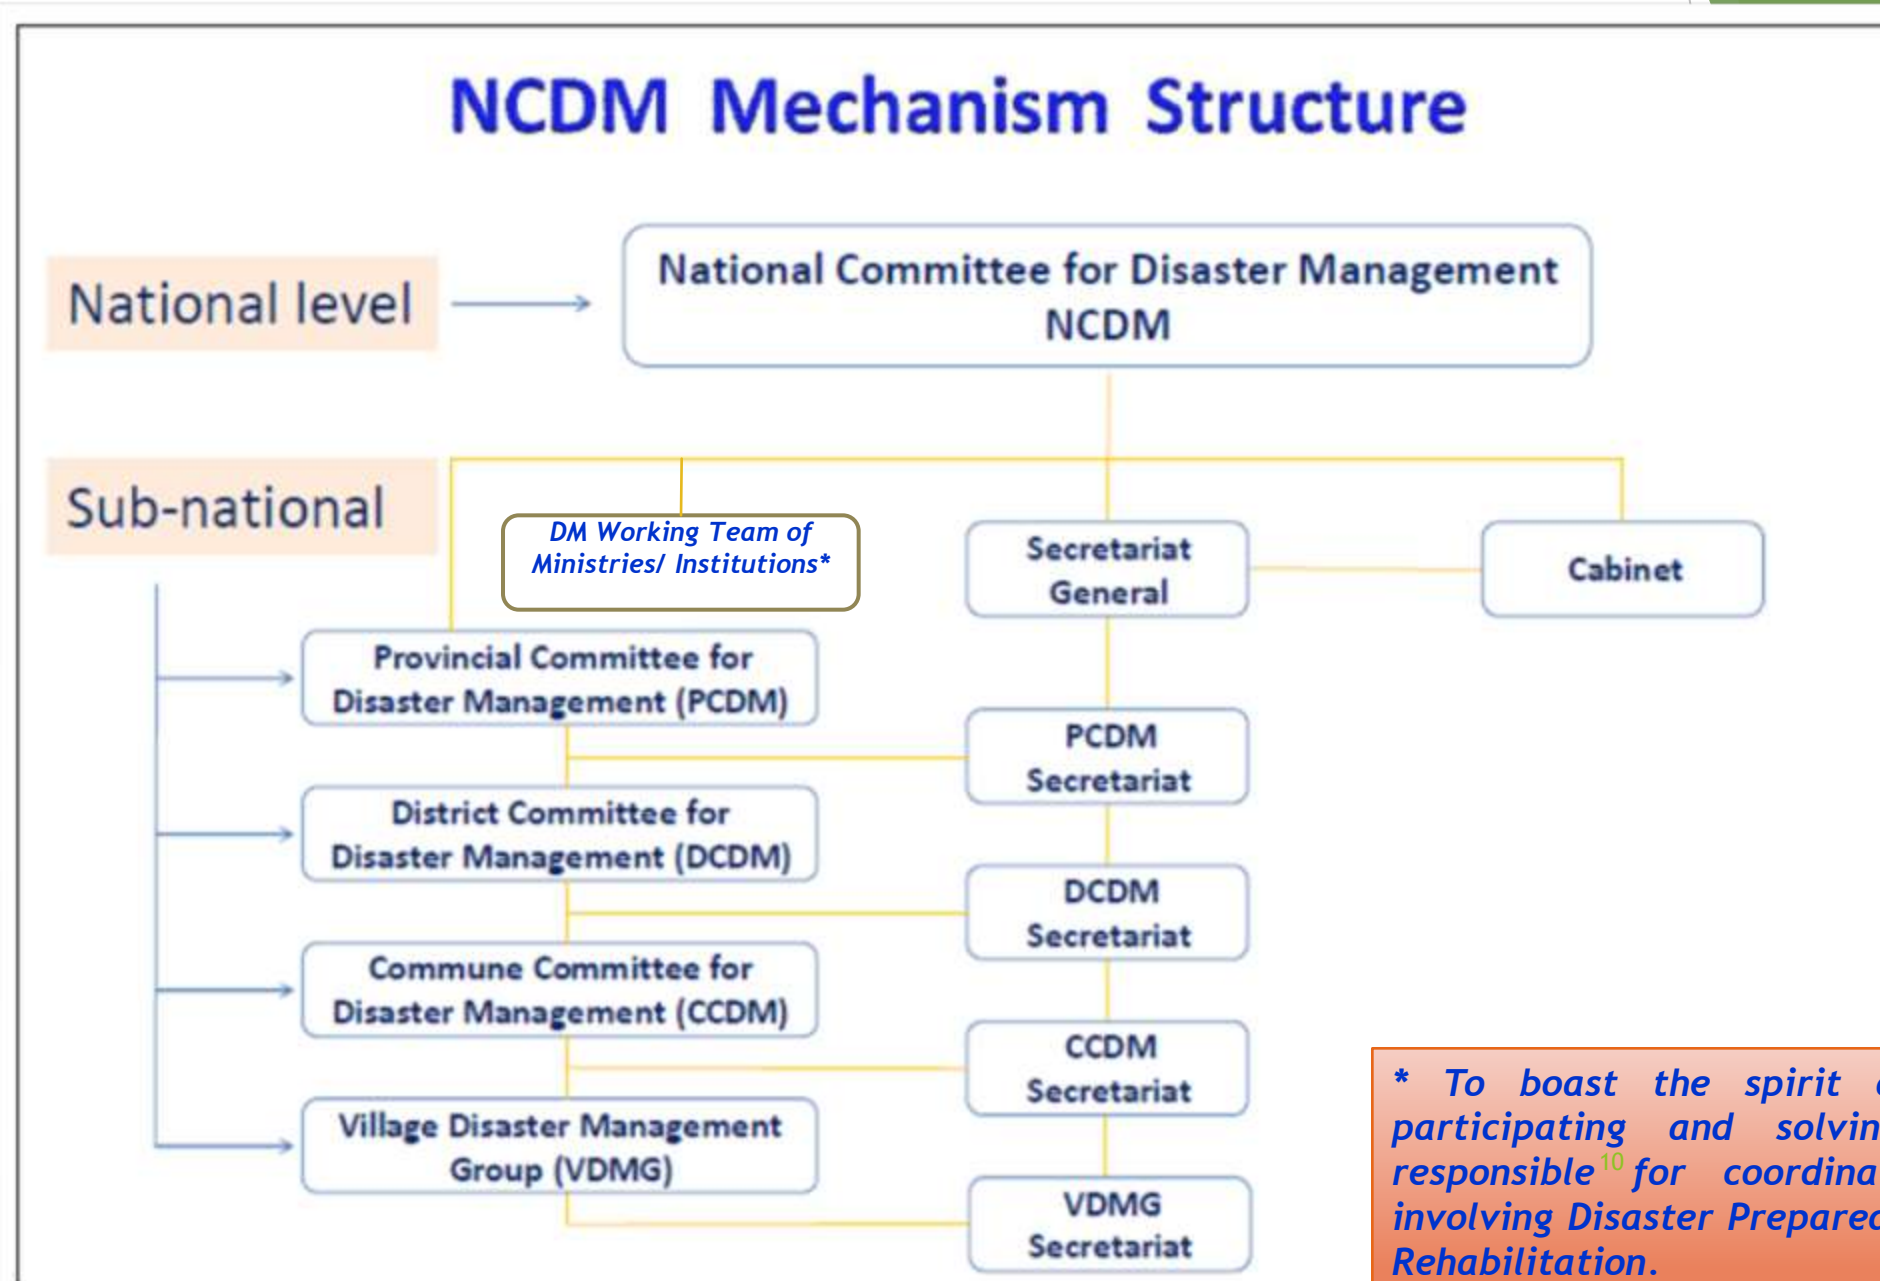 NCDM Mechanism Structure
National level
National Committee for Disaster Management
NCDM
Sub-national
DM Working Team of
Ministries/ Institutions*
Secretariat
General
Cabinet
Provincial Committee for
Disaster Management (PCDM)
PCDM
Secretariat
District Committee for
Disaster Management (DCDM)
DCDM
Secretariat
Commune Committee for
Disaster Management (CCDM)
CCDM
Secretariat
Village Disaster Management
Group (VDMG)
VDMG
Secretariat
* To boast the spirit
participating and
responsible 10 for
involving Disaster
Rehabilitation.